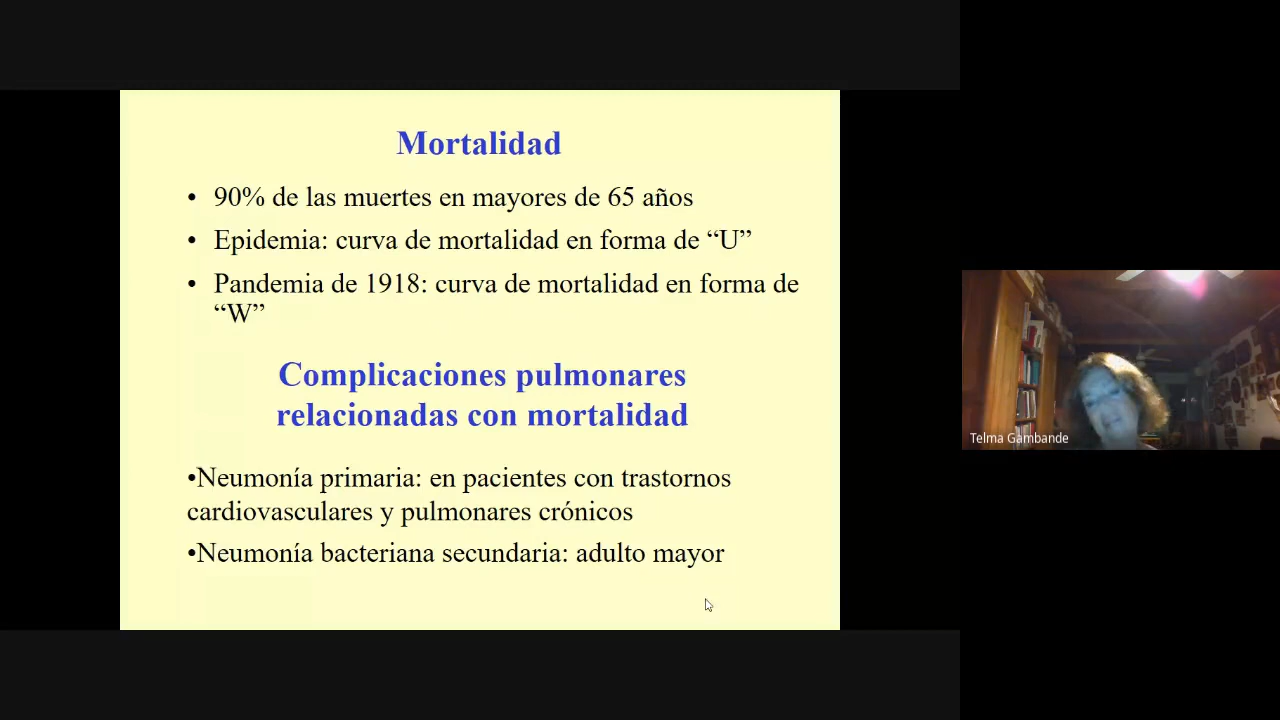 Mortalidad
• 90% de las muertes en mayores de 65 años
• Epidemia: curva de mortalidad en forma de “U”
• Pandemia de 1918: curva de mortalidad en forma de
“W”
Complicaciones pulmonares
relacionadas con mortalidad
•Neumonía primaria: en pacientes con trastornos
cardiovasculares y pulmonares crónicos
•Neumonía bacteriana secundaria: adulto mayor
Telma Gambande